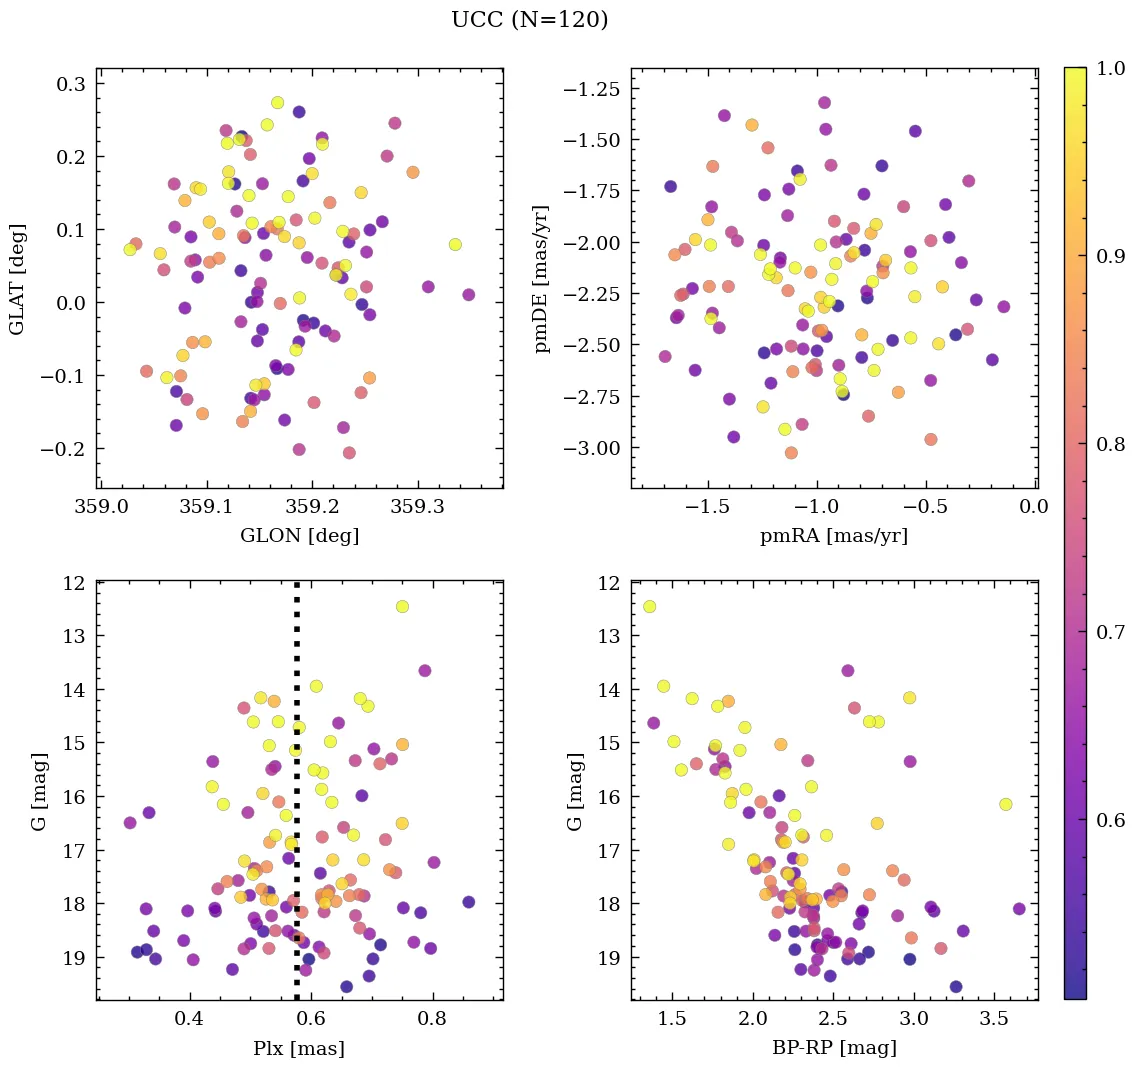 UCC (N=120)
0.3
0.2
0.1
0.0
−0.1
−0.2
GLAT [deg]
359.0 359.1 359.2 359.3
GLON [deg]
−1.25
−1.50
−1.75
−2.00
−2.25
−2.50
−2.75
−3.00
pmDE [mas/yr]
−1.5 −1.0 −0.5 0.0
pmRA [mas/yr]
12
13
14
15
16
17
18
19
G [mag]
0.4 0.6 0.8
Plx [mas]
12
13
14
15
16
17
18
19
G [mag]
1.5 2.0 2.5 3.0 3.5
BP-RP [mag]
1.0
0.9
0.8
0.7
0.6